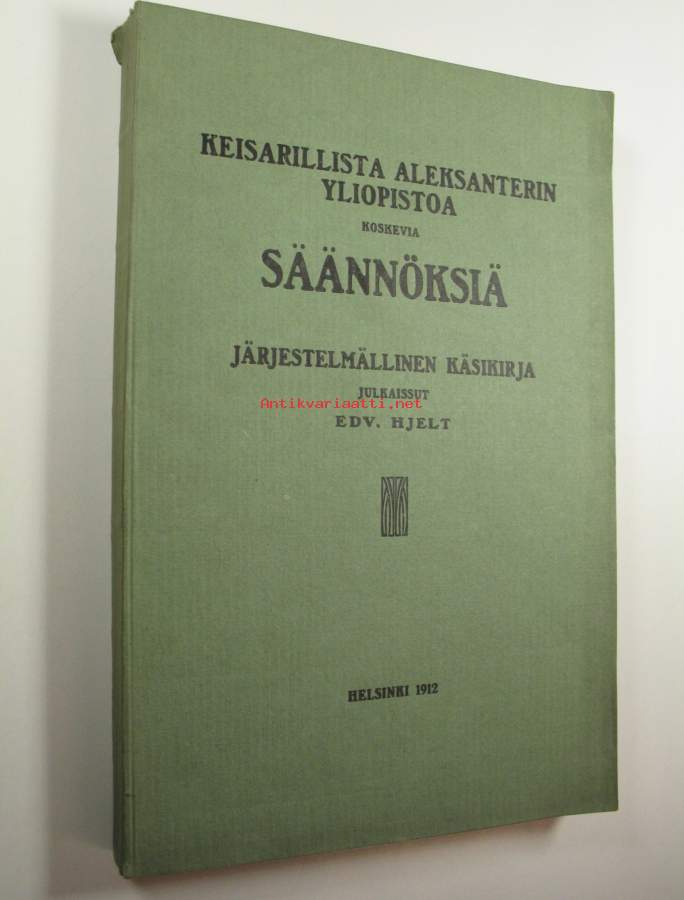 KEISARILLISTA ALEKSANTERIN
YLIOPISTOA
KOSKEVIA
SÄÄNNÖKSIÄ
JÄRJESTELMÄLLINEN KÄSIKIRJA
JULKAISSUT
Antikvariaatti.net
EDV. HJELT
HELSINKI 1912